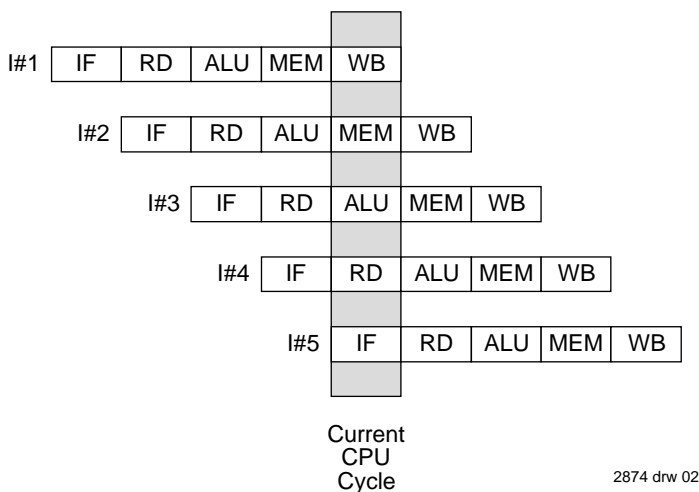 I#1 IF RD ALU MEM WB
I#2 IF RD ALU MEM WB
I#3 IF RD ALU MEM WB
I#4 IF RD ALU MEM WB
I#5 IF RD ALU MEM WB
Current
CPU
Cycle
2874 drw 02